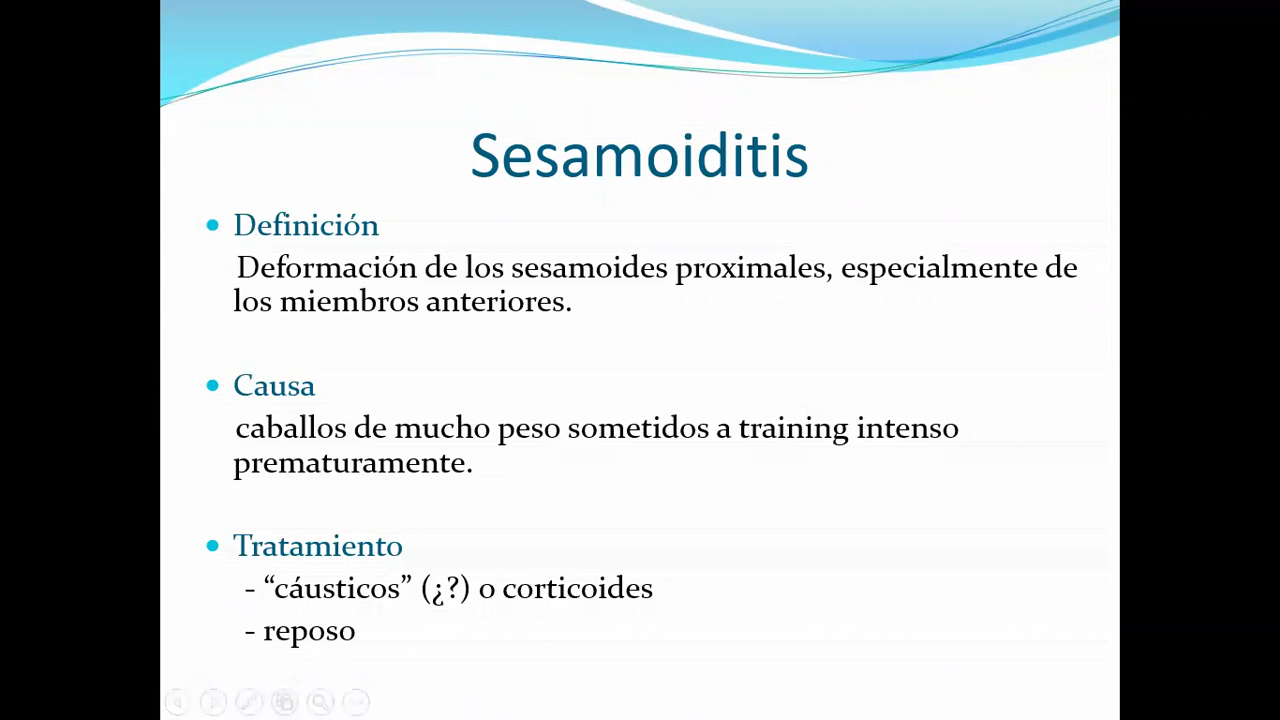 Sesamoiditis
• Definición
Deformación de los sesamoides proximales, especialmente de
los miembros anteriores.
• Causa
caballos de mucho peso sometidos a training intenso
prematuramente.
• Tratamiento
- “cáusticos” (¿?) o corticoides
- reposo